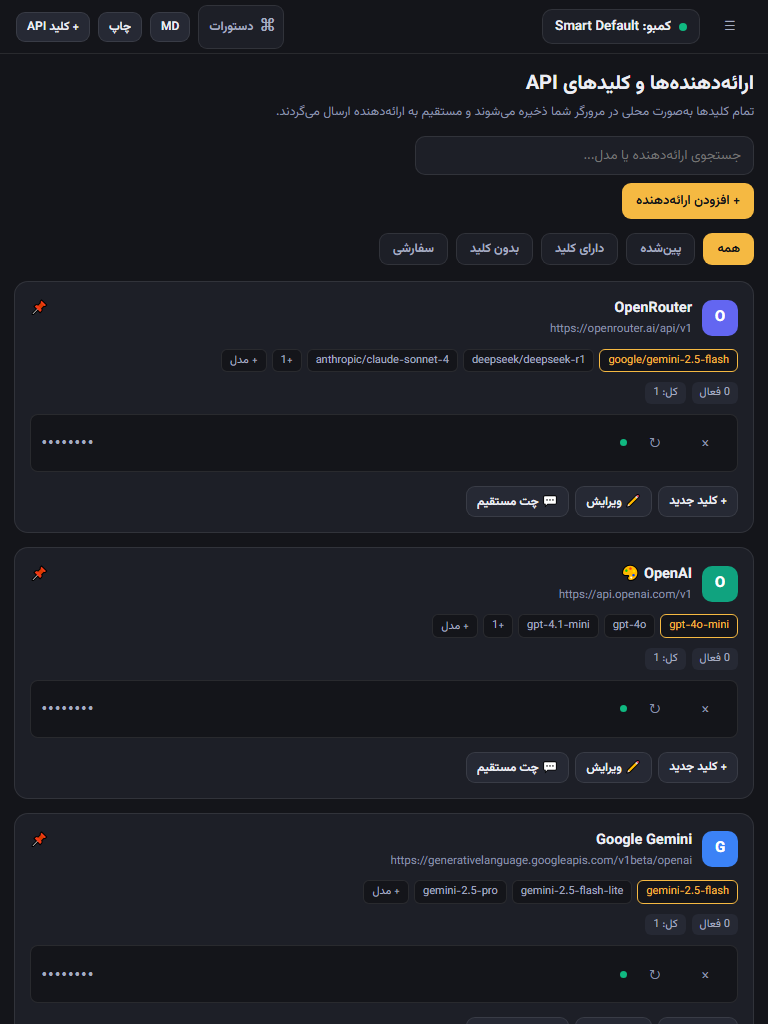 ☰
کمبو: Smart Default
⌘ دستورات
MD
چاپ
+ کلید API
ارائه‌دهنده‌ها و کلیدهای API
تمام کلیدها به‌صورت محلی در مرورگر شما ذخیره می‌شوند و مستقیم به ارائه‌دهنده ارسال می‌گردند.
جستجوی ارائه‌دهنده یا مدل...
+ افزودن ارائه‌دهنده
همه
پین‌شده
دارای کلید
بدون کلید
سفارشی
O
OpenRouter
📌
https://openrouter.ai/api/v1
google/gemini-2.5-flash
deepseek/deepseek-r1
anthropic/claude-sonnet-4
+1
+ مدل
0 فعال
کل: 1
× ↻ ••••••••
+ کلید جدید
✏️ ویرایش
💬 چت مستقیم
O
OpenAI 🎨
📌
https://api.openai.com/v1
gpt-4o-mini
gpt-4o
gpt-4.1-mini
+1
+ مدل
0 فعال
کل: 1
× ↻ ••••••••
+ کلید جدید
✏️ ویرایش
💬 چت مستقیم
G
Google Gemini
📌
https://generativelanguage.googleapis.com/v1beta/openai
gemini-2.5-flash
gemini-2.5-flash-lite
gemini-2.5-pro
+ مدل
0 فعال
کل: 1
× ↻ ••••••••